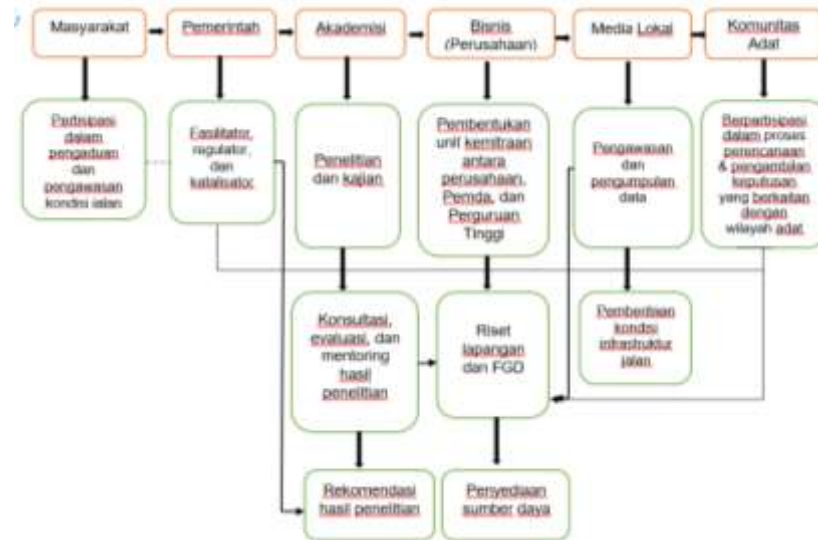 Masyarakat
Pemerintah
Akademisi
Bisnis
(Perusahaan)
Media Lokal
Komunitas
Adat
Partisipasi
dalam
pengaduan
dan
pengawasan
kondisi jalan
Fasilitator,
regulator,
dan
katalisator
Penelitian
dan kajian
Pembentukan
unit kemitraan
antara
perusahaan,
Pemda, dan
Perguruan
Tinggi
Pengawasan
dan
pengumpulan
data
Berpartisipasi
dalam proses
perencanaan
& pengambilan
keputusan
yang berkaitan
dengan
wilayah adat
Konsultasi,
evaluasi, dan
mentoring
hasil
penelitian
Riset
lapangan
dan FGD
Pemberitaan
kondisi
infrastruktur
jalan
Rekomendasi
hasil penelitian
Penyediaan
sumber daya